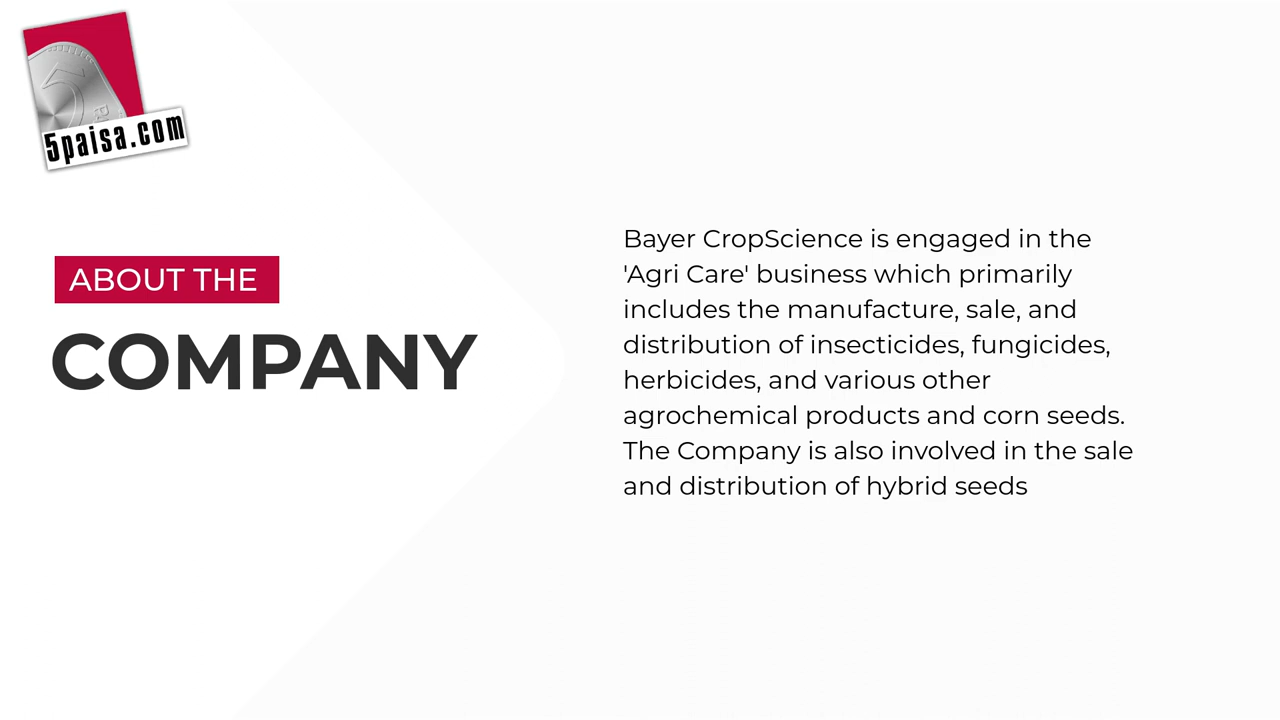 5paisa.com
ABOUT THE
COMPANY
Bayer CropScience is engaged in the
'Agri Care' business which primarily
includes the manufacture, sale, and
distribution of insecticides, fungicides,
herbicides, and various other
agrochemical products and corn seeds.
The Company is also involved in the sale
and distribution of hybrid seeds